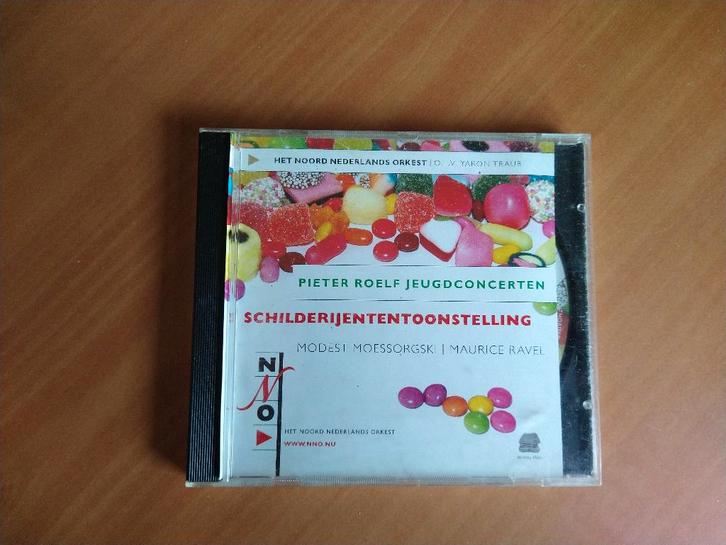 HET NOORD NEDERLANDS ORKEST | O.L.V. YARON TRAUB
PIETER ROELF JEUGDCONCERTEN
SCHILDERIJENTENTOONSTELLING
MODEST MOESSORGSKI | MAURICE RAVEL
NNO
HET NOORD NEDERLANDS ORKEST
WWW.NNO.NU